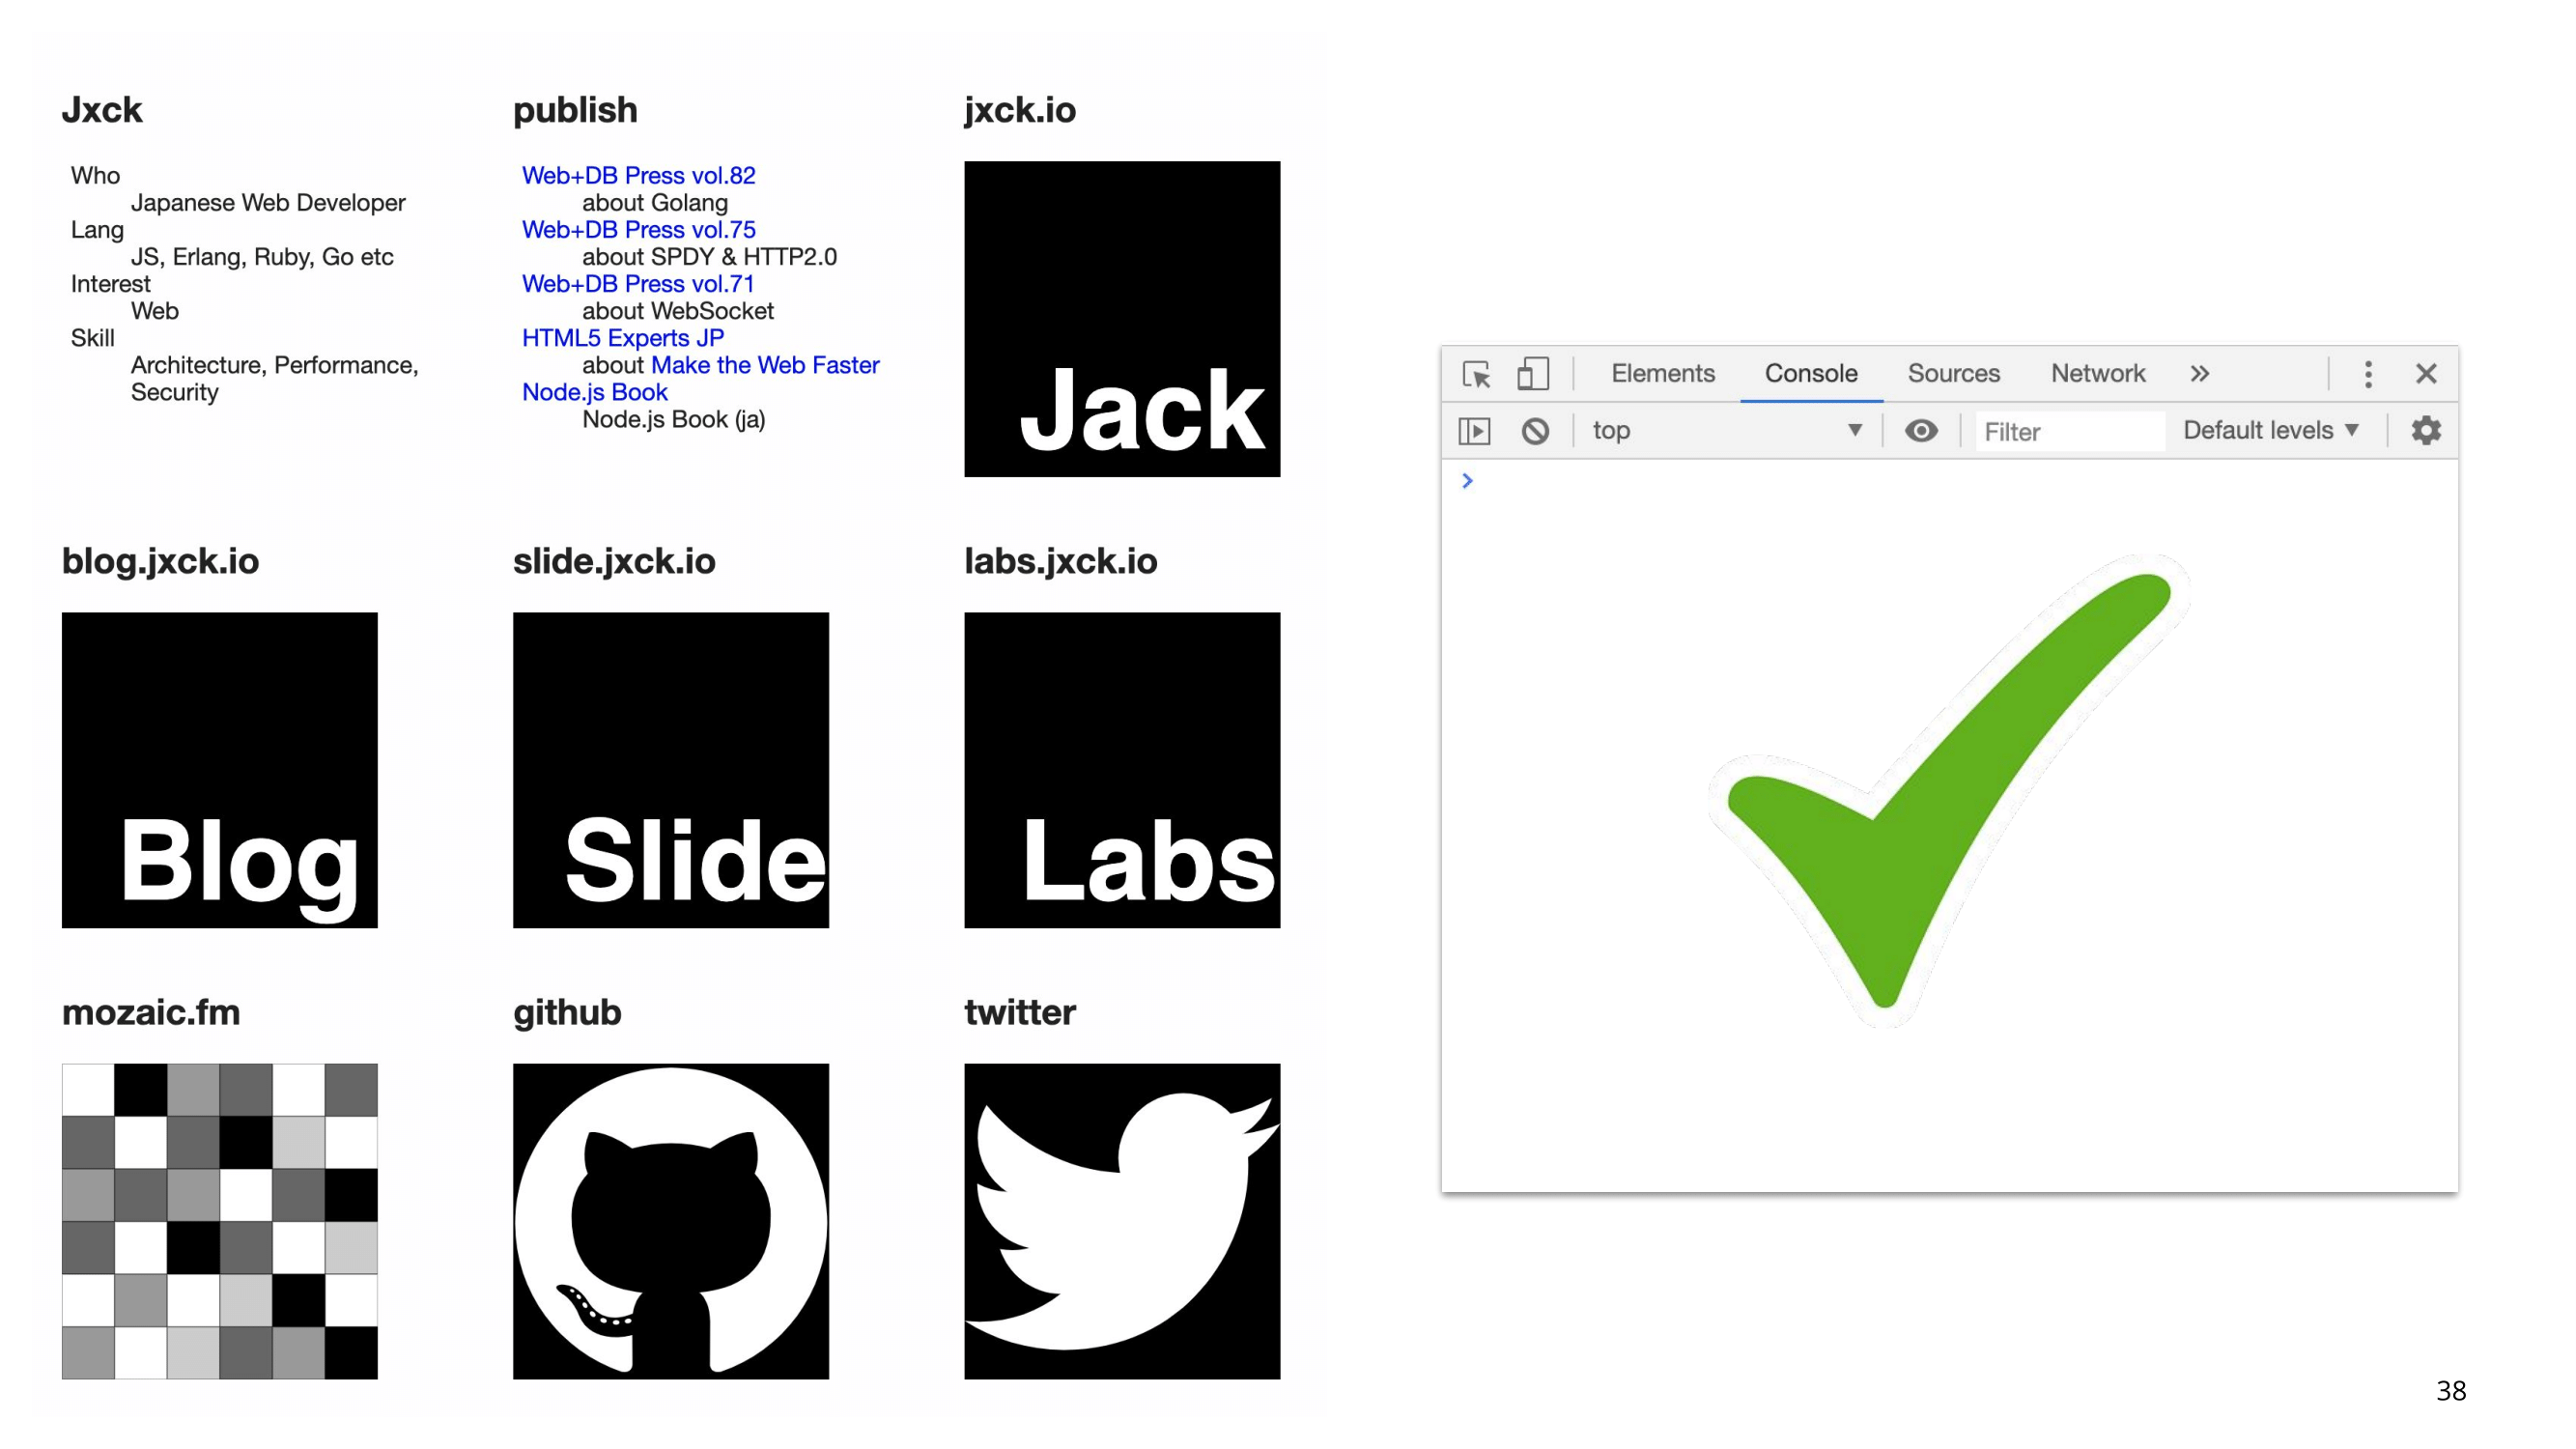 Jxck
Who
Japanese Web Developer
Lang
JS, Erlang, Ruby, Go etc
Interest
Web
Skill
Architecture, Performance,
Security
publish
Web+DB Press vol.82
about Golang
Web+DB Press vol.75
about SPDY & HTTP2.0
Web+DB Press vol.71
about WebSocket
HTML5 Experts JP
about Make the Web Faster
Node.js Book
Node.js Book (ja)
jxck.io
Jack
blog.jxck.io
Blog
slide.jxck.io
Slide
labs.jxck.io
Labs
mozaic.fm
github
twitter
Elements Console Sources Network »
top Filter Default levels
38